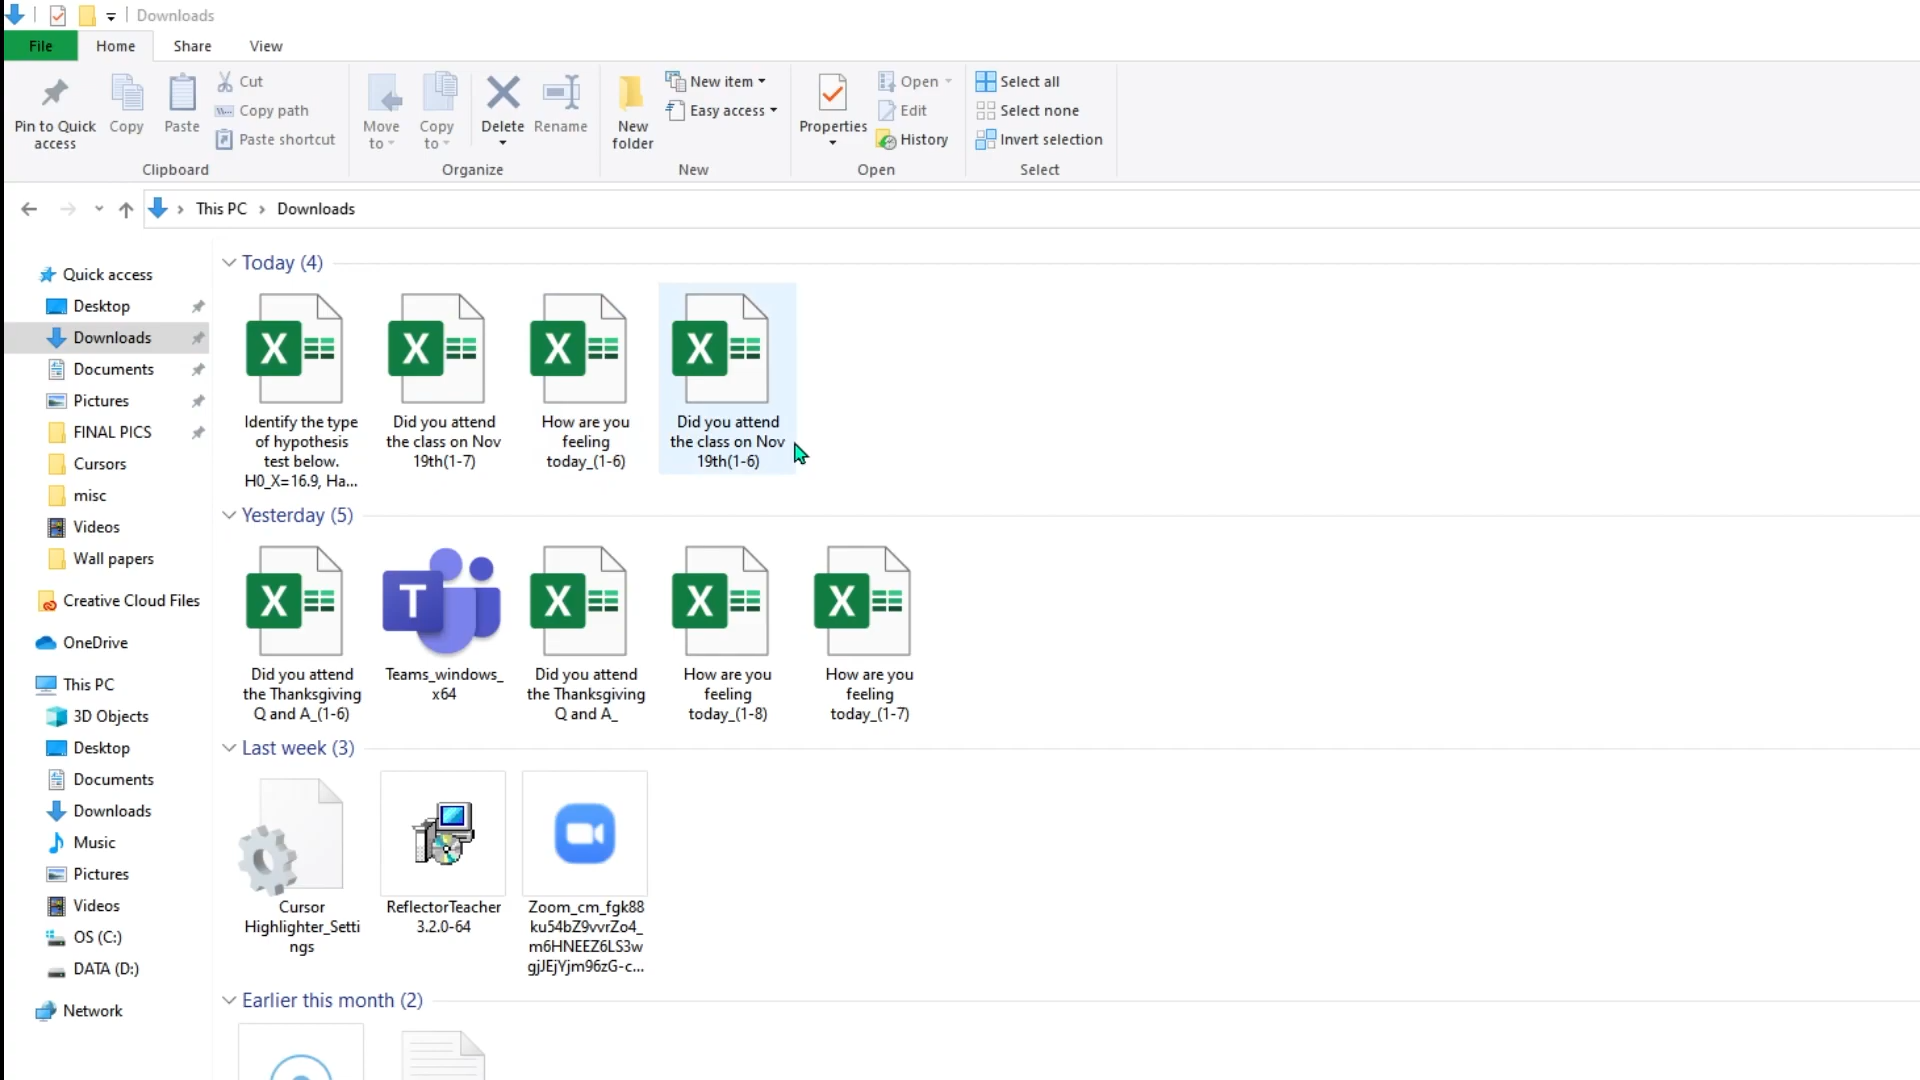 Downloads
File Home Share View
Pin to Quick access
Copy
Paste
Cut
Copy path
Paste shortcut
Clipboard
Move to
Copy to
Delete
Rename
Organize
New folder
New item
Easy access
New
Properties
Open
Edit
History
Open
Select all
Select none
Invert selection
Select
This PC > Downloads
Quick access
Desktop
Downloads
Documents
Pictures
FINAL PICS
Cursors
misc
Videos
Wall papers
Creative Cloud Files
OneDrive
This PC
3D Objects
Desktop
Documents
Downloads
Music
Pictures
Videos
OS (C:)
DATA (D:)
Network
Today (4)
Identify the type
of hypothesis
test below.
H0_X=16.9, Ha...
Did you attend
the class on Nov
19th(1-7)
How are you
feeling
today_(1-6)
Did you attend
the class on Nov
19th(1-6)
Yesterday (5)
Did you attend
the Thanksgiving
Q and A_(1-6)
Teams_windows_
x64
Did you attend
the Thanksgiving
Q and A_
How are you
feeling
today_(1-8)
How are you
feeling
today_(1-7)
Last week (3)
Cursor
Highlighter_Setti
ngs
ReflectorTeacher
3.2.0-64
Zoom_cm_fgk88
ku54bZ9vvrZo4_
m6HNEEZ6LS3w
gjJEjYjm96zG-c...
Earlier this month (2)